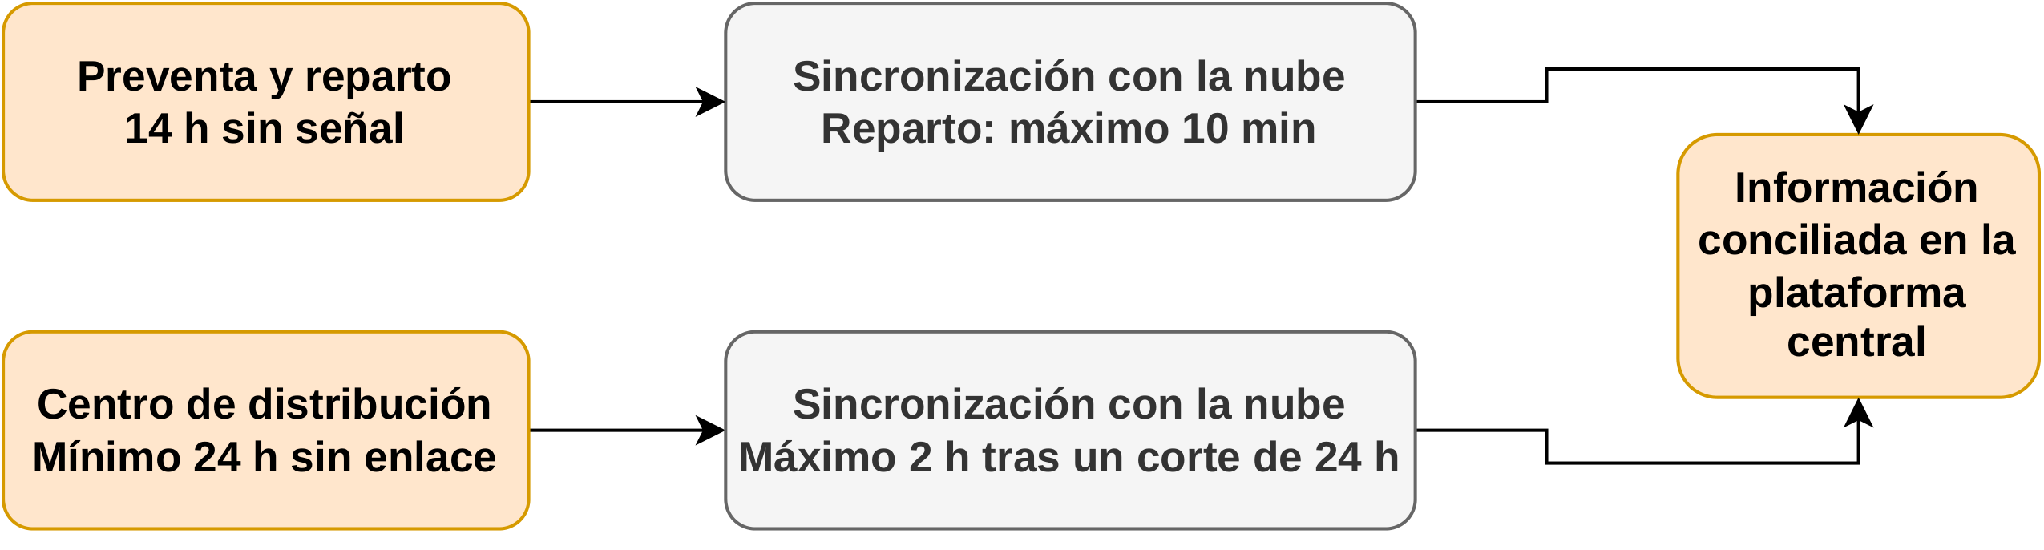 Preventa y reparto
14 h sin señal
Sincronización con la nube
Reparto: máximo 10 min
Información
conciliada en la
plataforma
central
Centro de distribución
Mínimo 24 h sin enlace
Sincronización con la nube
Máximo 2 h tras un corte de 24 h